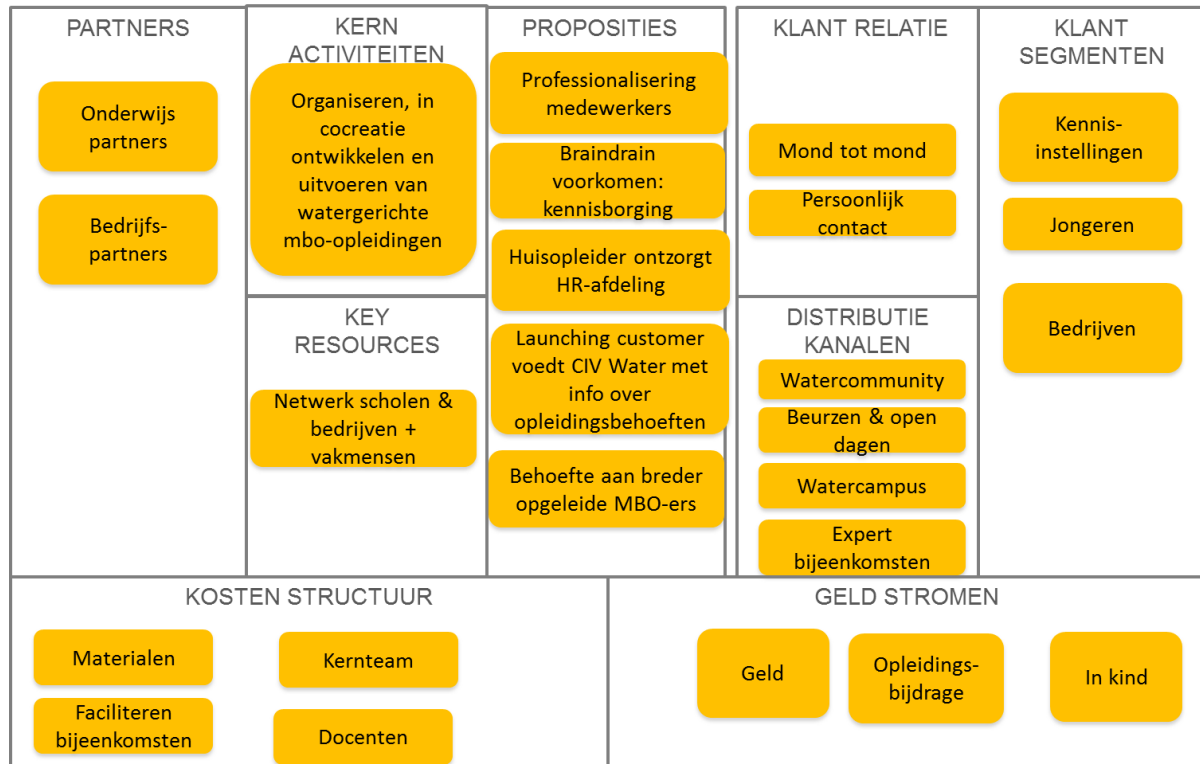 PARTNERS
Onderwijs
partners
Bedrijfs-
partners
KERN
ACTIVITEITEN
Organiseren, in
cocreatie
ontwikkelen en
uitvoeren van
watergerichte
mbo-opleidingen
KEY
RESOURCES
Netwerk scholen &
bedrijven +
vakmensen
PROPOSITIES
Professionalisering
medewerkers
Braindrain
voorkomen:
kennisborging
Huisopleider ontzorgt
HR-afdeling
Launching customer
voedt CIV Water met
info over
opleidingsbehoeften
Behoefte aan breder
opgeleide MBO-ers
KLANT RELATIE
Mond tot mond
Persoonlijk
contact
DISTRIBUTIE
KANALEN
Watercommunity
Beurzen & open
dagen
Watercampus
Expert
bijeenkomsten
KLANT
SEGMENTEN
Kennis-
instellingen
Jongeren
Bedrijven
KOSTEN STRUCTUUR
Materialen
Kernteam
Faciliteren
bijeenkomsten
Docenten
GELD STROMEN
Geld
Opleidings-
bijdrage
In kind